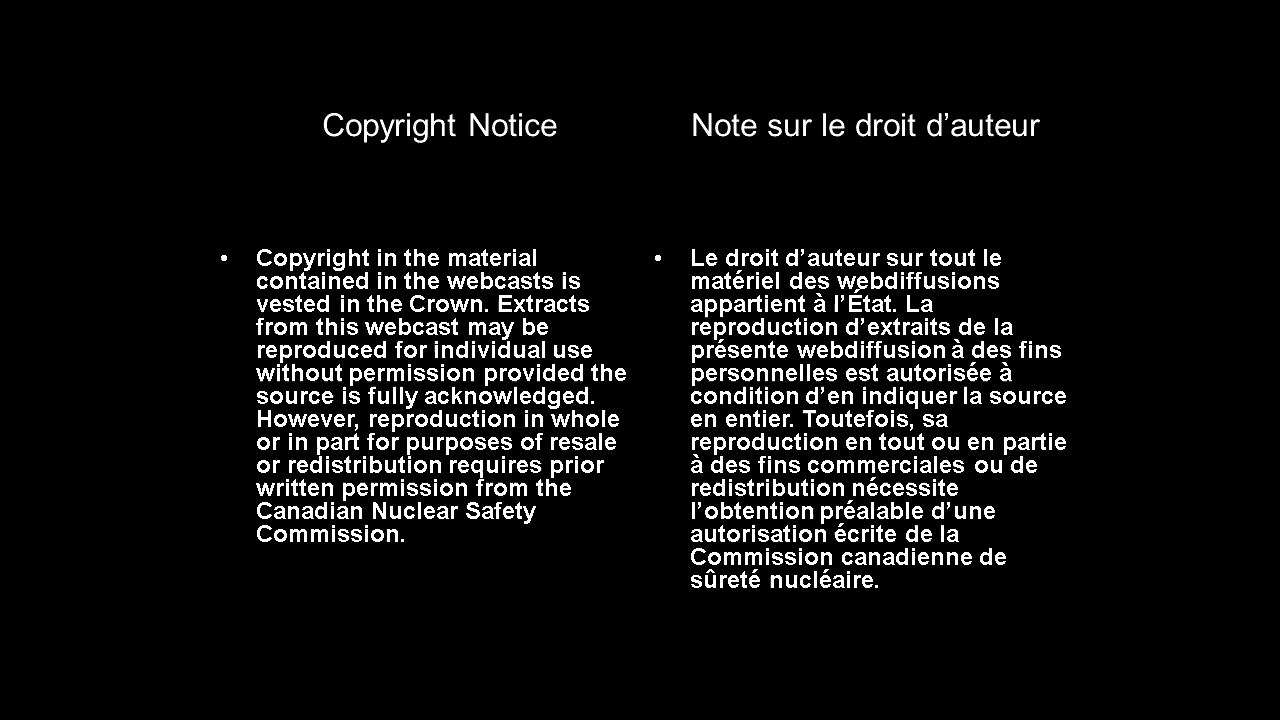 Copyright Notice
• Copyright in the material
contained in the webcasts is
vested in the Crown. Extracts
from this webcast may be
reproduced for individual use
without permission provided the
source is fully acknowledged.
However, reproduction in whole
or in part for purposes of resale
or redistribution requires prior
written permission from the
Canadian Nuclear Safety
Commission.
Note sur le droit d’auteur
• Le droit d’auteur sur tout le
matériel des webdiffusions
appartient à l’État. La
reproduction d’extraits de la
présente webdiffusion à des fins
personnelles est autorisée à
condition d’en indiquer la source
en entier. Toutefois, sa
reproduction en tout ou en partie
à des fins commerciales ou de
redistribution nécessite
l’obtention préalable d’une
autorisation écrite de la
Commission canadienne de
sûreté nucléaire.